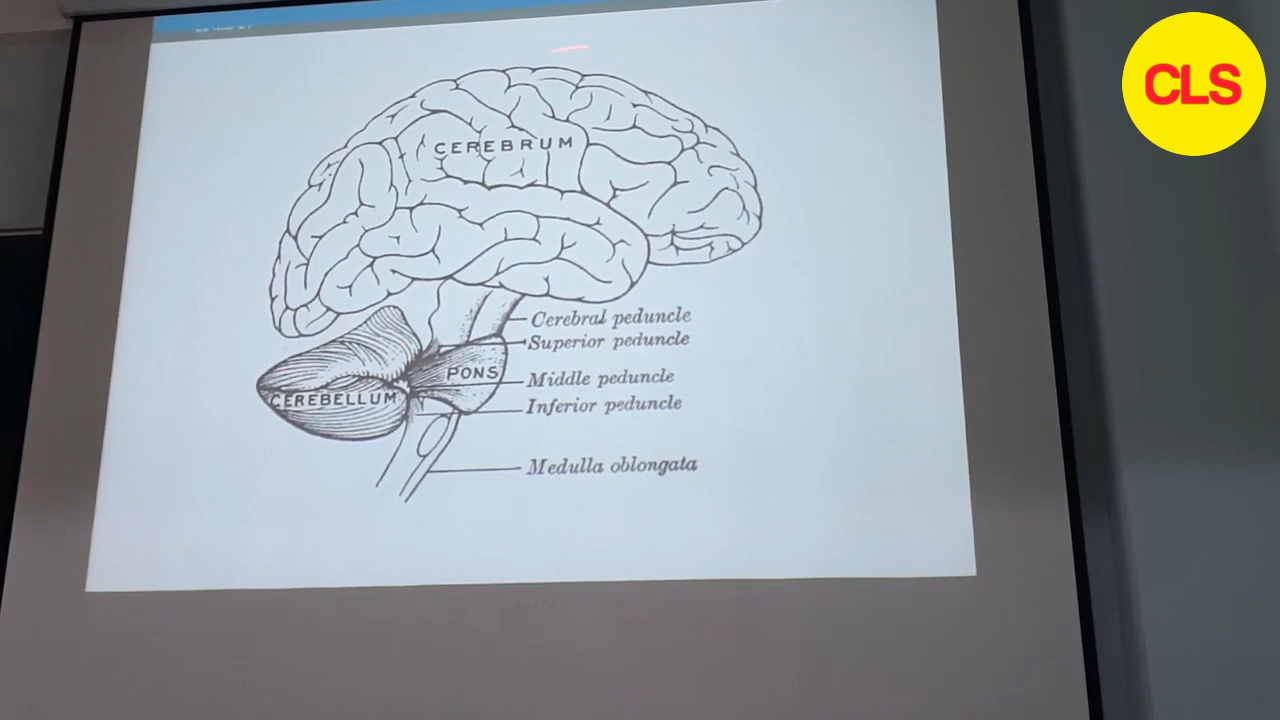 CLS
CEREBRUM
Cerebral peduncle
Superior peduncle
PONS
Middle peduncle
CEREBELLUM
Inferior peduncle
Medulla oblongata